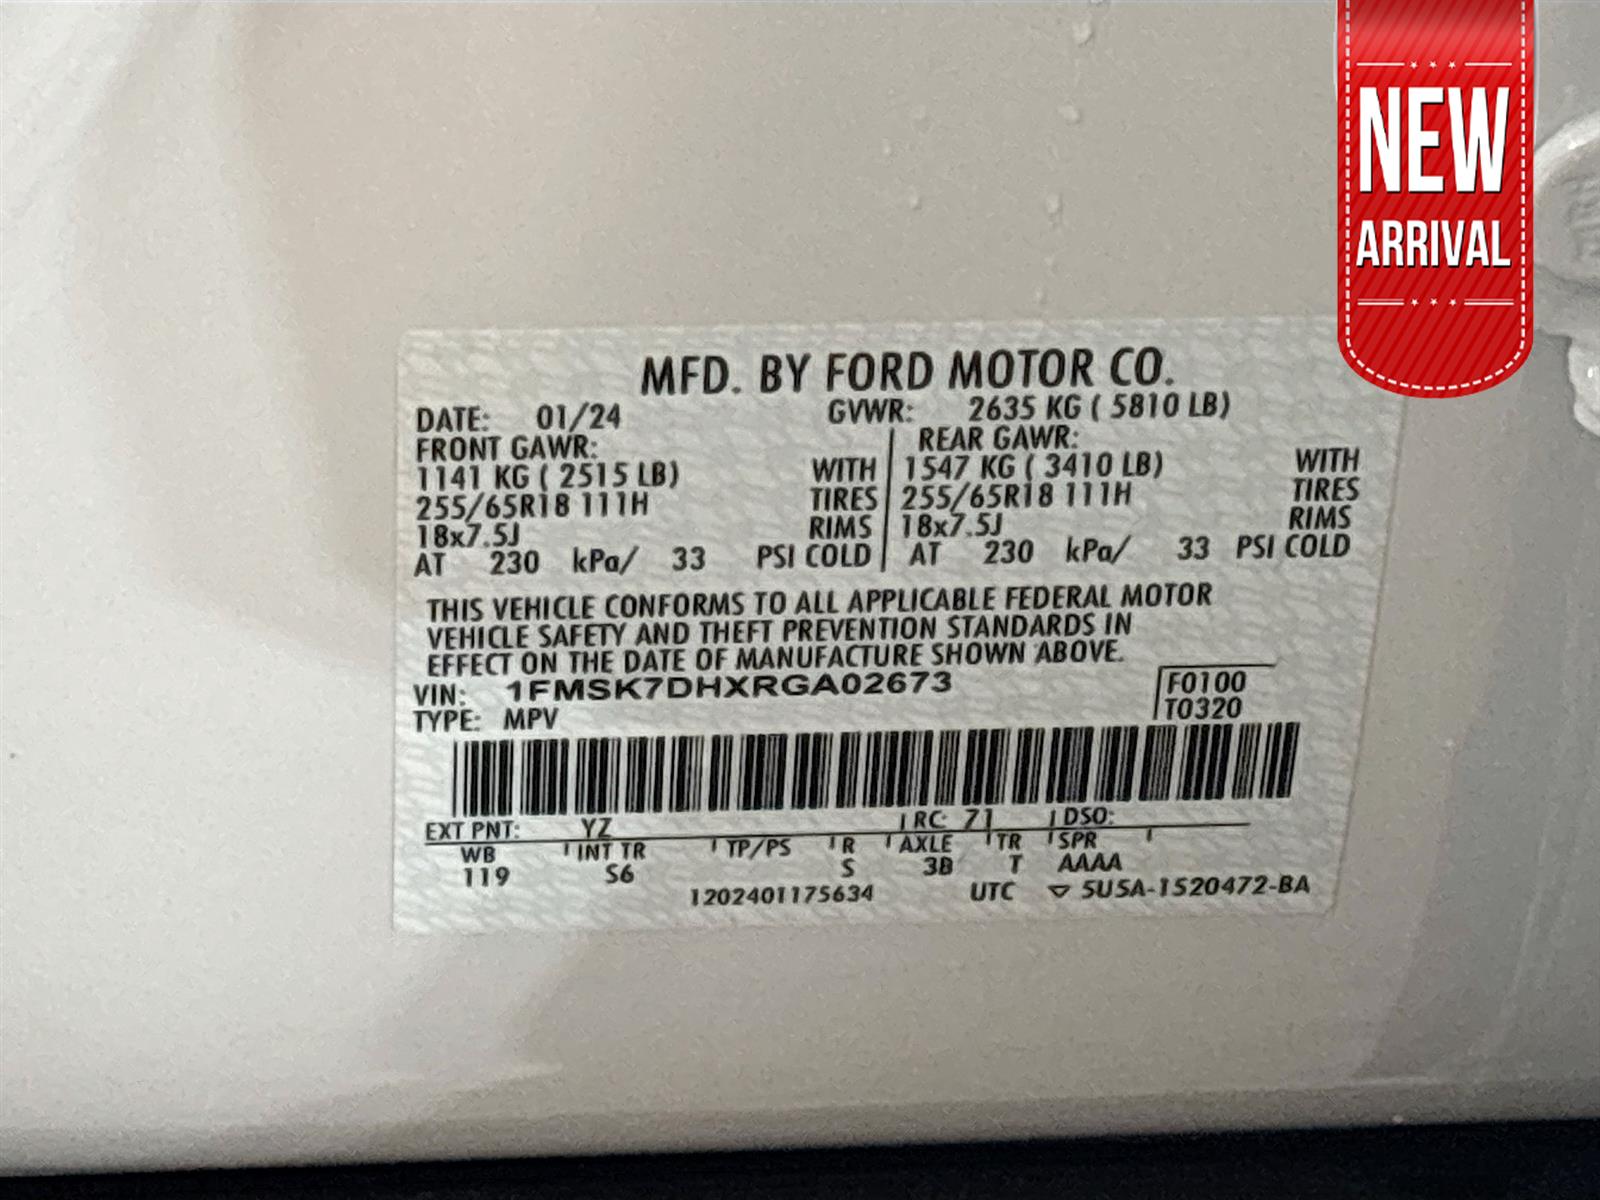 NEW
ARRIVAL
MFD. BY FORD MOTOR CO.
DATE: 01/24 GVWR: 2635 KG ( 5810 LB)
FRONT GAWR: REAR GAWR:
1141 KG ( 2515 LB) WITH 1547 KG ( 3410 LB) WITH
255/65R18 111H TIRES 255/65R18 111H TIRES
18x7.5J RIMS 18x7.5J RIMS
AT 230 kPa/ 33 PSI COLD AT 230 kPa/ 33 PSI COLD
THIS VEHICLE CONFORMS TO ALL APPLICABLE FEDERAL MOTOR
VEHICLE SAFETY AND THEFT PREVENTION STANDARDS IN
EFFECT ON THE DATE OF MANUFACTURE SHOWN ABOVE.
VIN: 1FMSK7DHXRGA02673 F0100
TYPE: MPV T0320
EXT PNT: YZ RC: 71 DSO:
WB INT TR TP/PS R AXLE TR SPR
119 S6 S 3B T AAAA
1202401175634 UTC ▽ 5U5A-1520472-BA